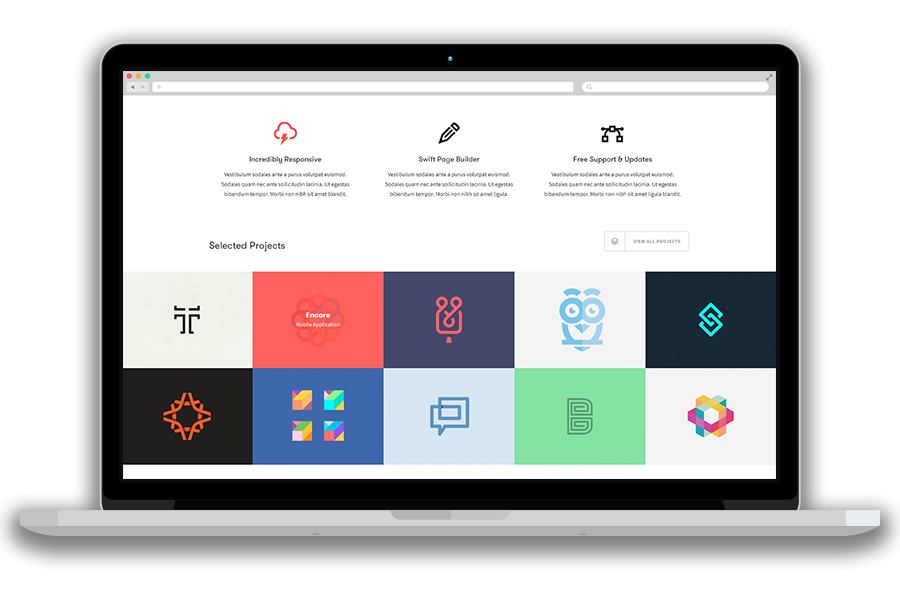 Incredibly Responsive
Vestibulum sodales ante a purus volutpat euismod.
Sodales quam nec ante sollicitudin lacinia. Ut egestas
bibendum tempor. Morbi non nibh sit amet blandit.
Swift Page Builder
Vestibulum sodales ante a purus volutpat euismod.
Sodales quam nec ante sollicitudin lacinia. Ut egestas
bibendum tempor. Morbi non nibh sit amet ligula.
Free Support & Updates
Vestibulum sodales ante a purus volutpat euismod.
Sodales quam nec ante sollicitudin lacinia. Ut egestas
bibendum tempor. Morbi non nibh sit amet ligula blandit.
Selected Projects
VIEW ALL PROJECTS
Encore
Mobile Application